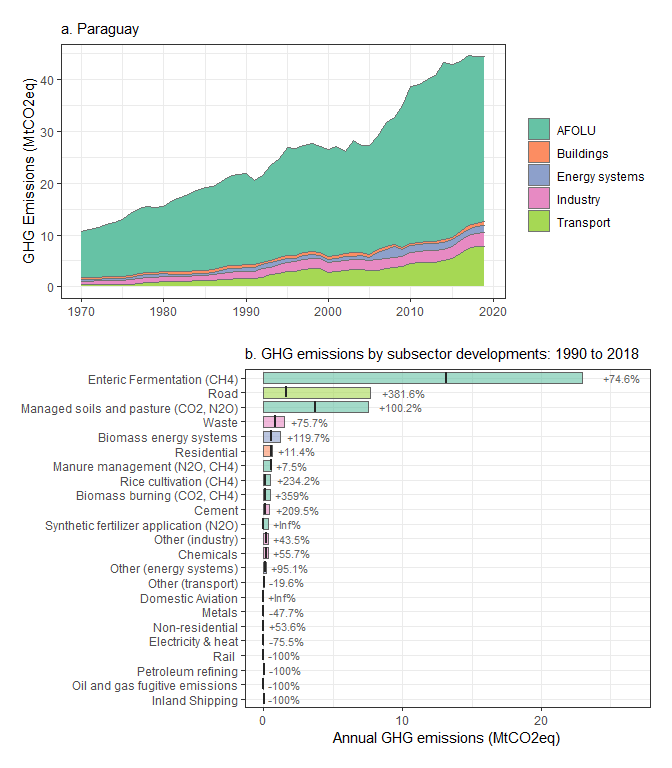 a. Paraguay
GHG Emissions (MtCO2eq)
40
30
20
10
0
1970
1980
1990
2000
2010
2020
AFOLU
Buildings
Energy systems
Industry
Transport
b. GHG emissions by subsector developments: 1990 to 2018
Enteric Fermentation (CH4) +74.6%
Road +381.6%
Managed soils and pasture (CO2, N2O) +100.2%
Waste +75.7%
Biomass energy systems +119.7%
Residential +11.4%
Manure management (N2O, CH4) +7.5%
Rice cultivation (CH4) +234.2%
Biomass burning (CO2, CH4) +359%
Cement +209.5%
Synthetic fertilizer application (N2O) +Inf%
Other (industry) +43.5%
Chemicals +55.7%
Other (energy systems) +95.1%
Other (transport) -19.6%
Domestic Aviation +Inf%
Metals -47.7%
Non-residential +53.6%
Electricity & heat -75.5%
Rail -100%
Petroleum refining -100%
Oil and gas fugitive emissions -100%
Inland Shipping -100%
0
10
20
Annual GHG emissions (MtCO2eq)